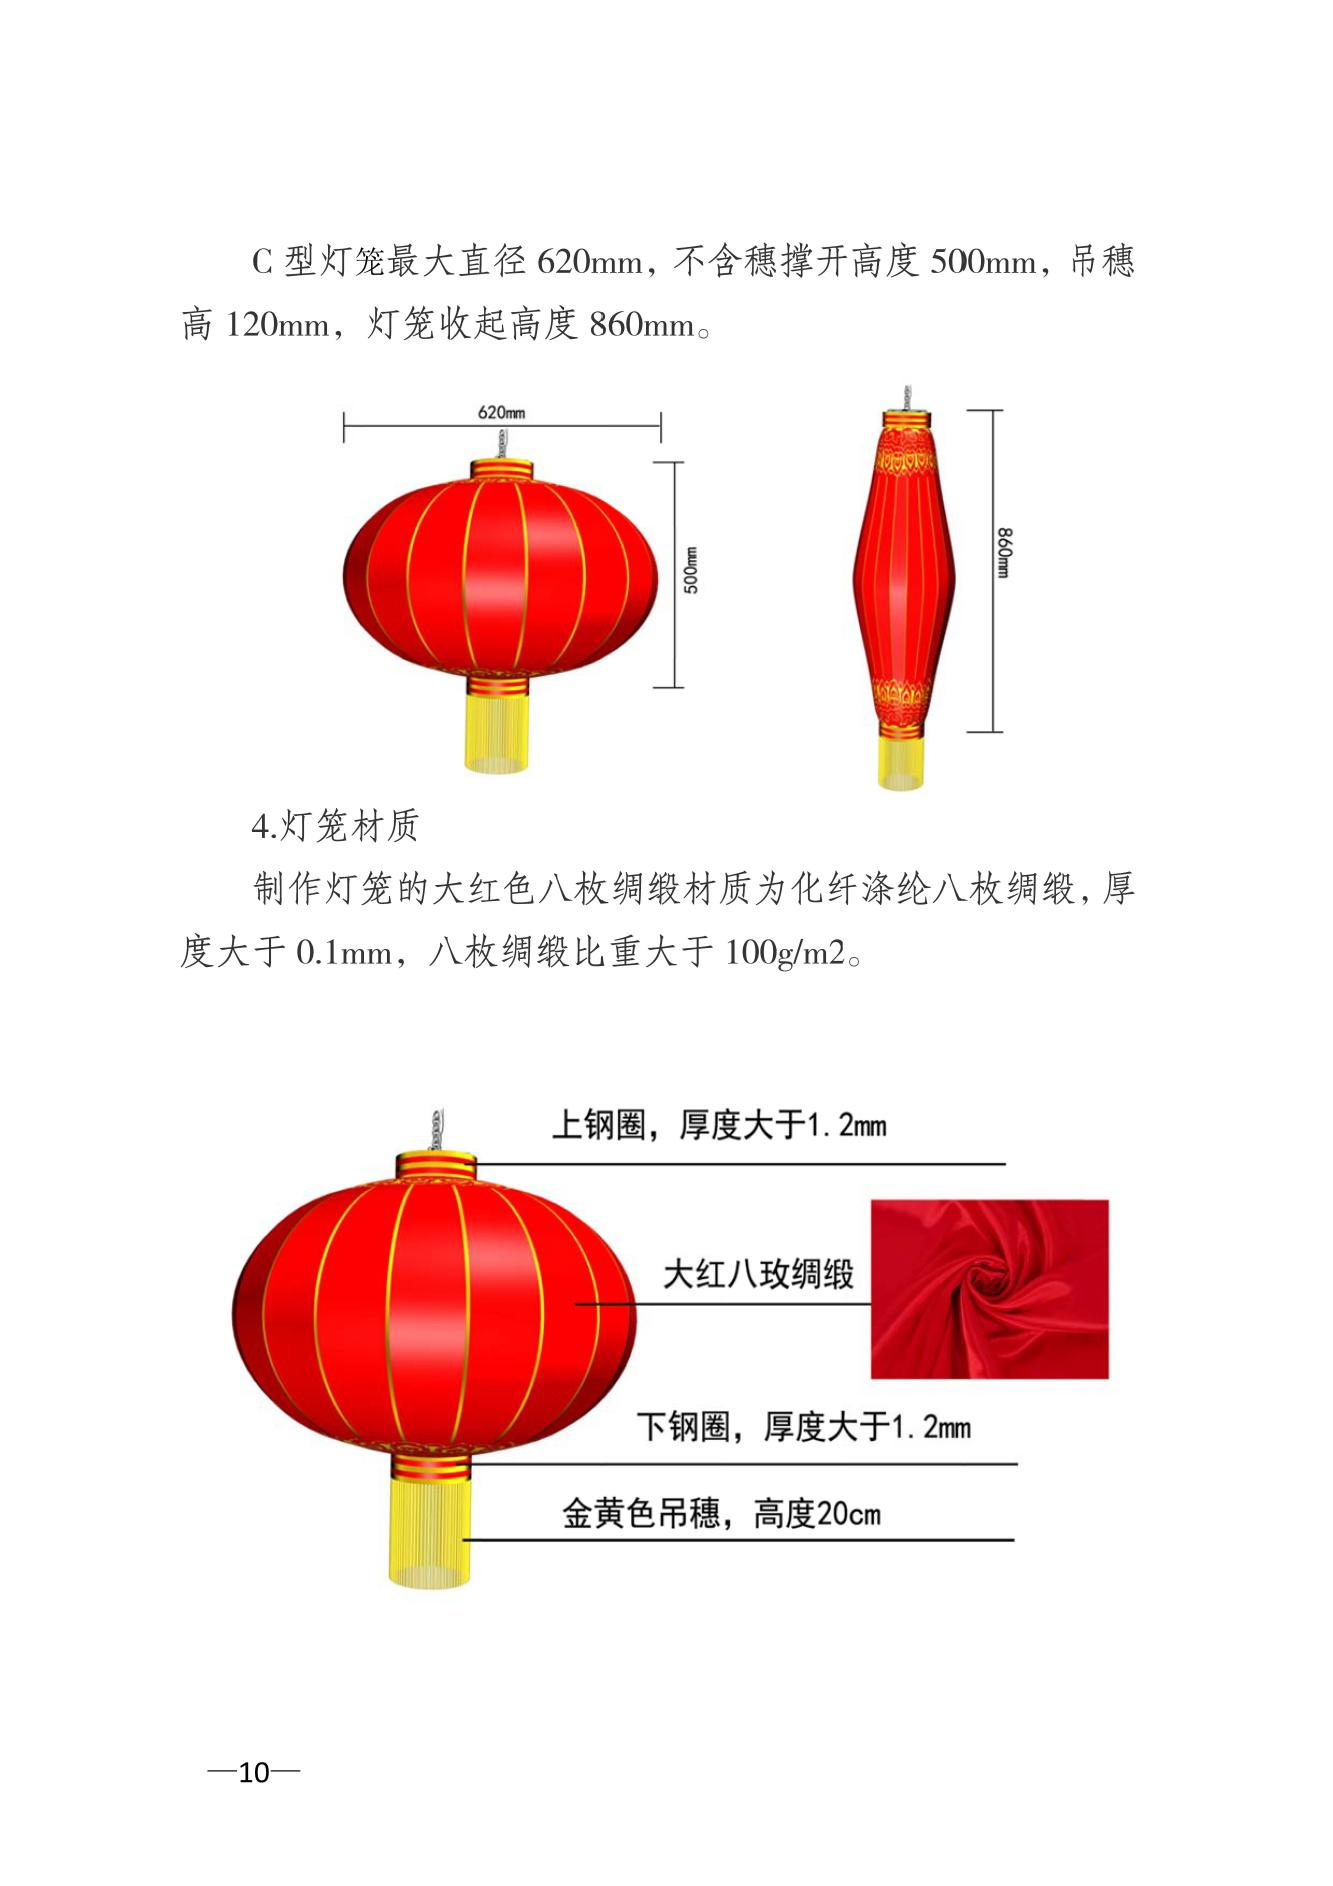 C 型灯笼最大直径 620mm，不含穗撑开高度 500mm，吊穗
高 120mm，灯笼收起高度 860mm。
620mm
500mm
860mm
4.灯笼材质
制作灯笼的大红色八枚绸缎材质为化纤涤纶八枚绸缎，厚
度大于 0.1mm，八枚绸缎比重大于 100g/m2。
上钢圈，厚度大于1.2mm
大红八玫绸缎
下钢圈，厚度大于1.2mm
金黄色吊穗，高度20cm
—10—